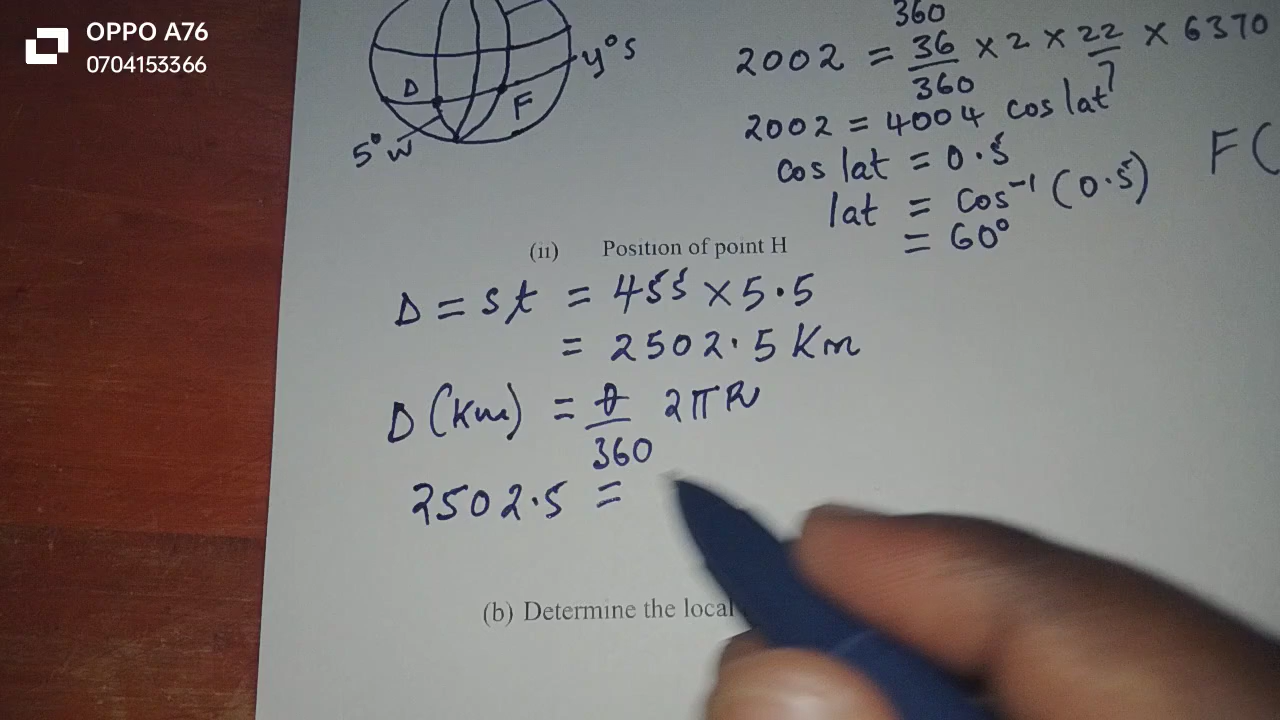 OPPO A76
0704153366
360
2002 = 36/360 × 2 × 22/7 × 6370
2002 = 4004 cos lat
cos lat = 0.5
lat = cos⁻¹ (0.5)
= 60°
F(
y°s
D
F
5°W
(ii) Position of point H
D = st = 455 × 5.5
= 2502.5 Km
D (Km) = θ/360 2πR
2502.5 =
(b) Determine the local